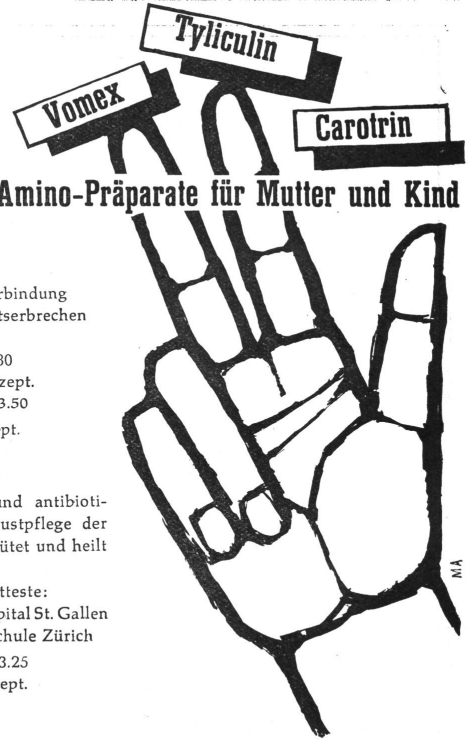 Tyliculin
Vomex
Carotrin
Amino-Präparate für Mutter und Kind
rbindung
tserbrechen
30
zept.
3.50
ept.
und antibioti-
ustpflege der
ütet und heilt
tteste:
pital St. Gallen
chule Zürich
3.25
ept.
MA